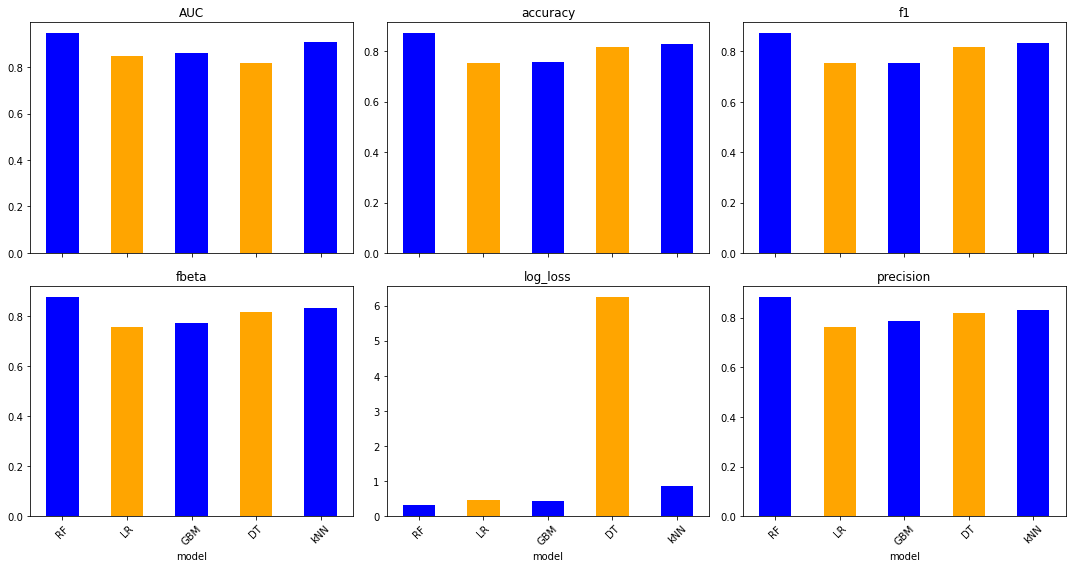 AUC
0.8
0.6
0.4
0.2
0.0
accuracy
0.8
0.6
0.4
0.2
0.0
f1
0.8
0.6
0.4
0.2
0.0
fbeta
0.8
0.6
0.4
0.2
0.0
RF
LR
GBM
DT
kNN
model
log_loss
6
5
4
3
2
1
0
RF
LR
GBM
DT
kNN
model
precision
0.8
0.6
0.4
0.2
0.0
RF
LR
GBM
DT
kNN
model